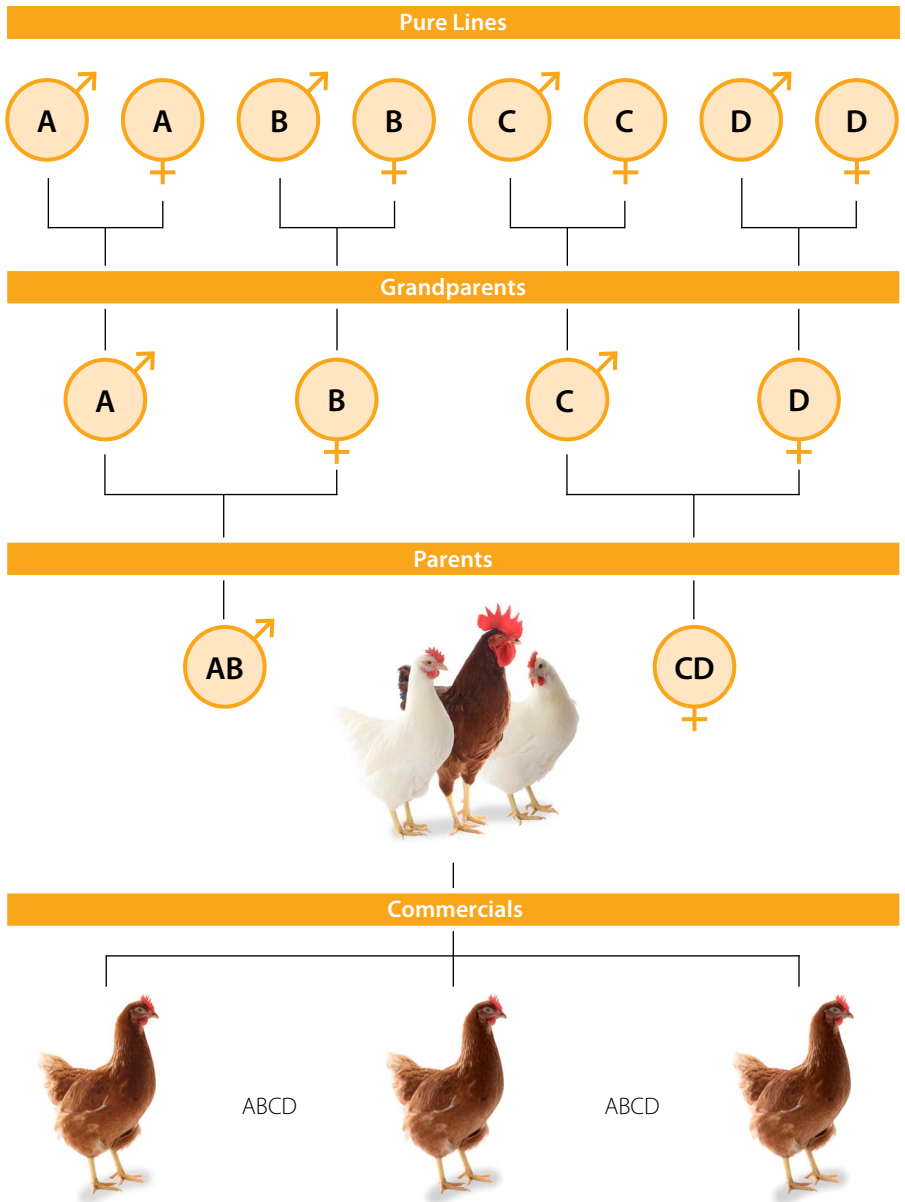 Pure Lines
A A B B C C D D
Grandparents
A B C D
Parents
AB CD
Commercials
ABCD ABCD